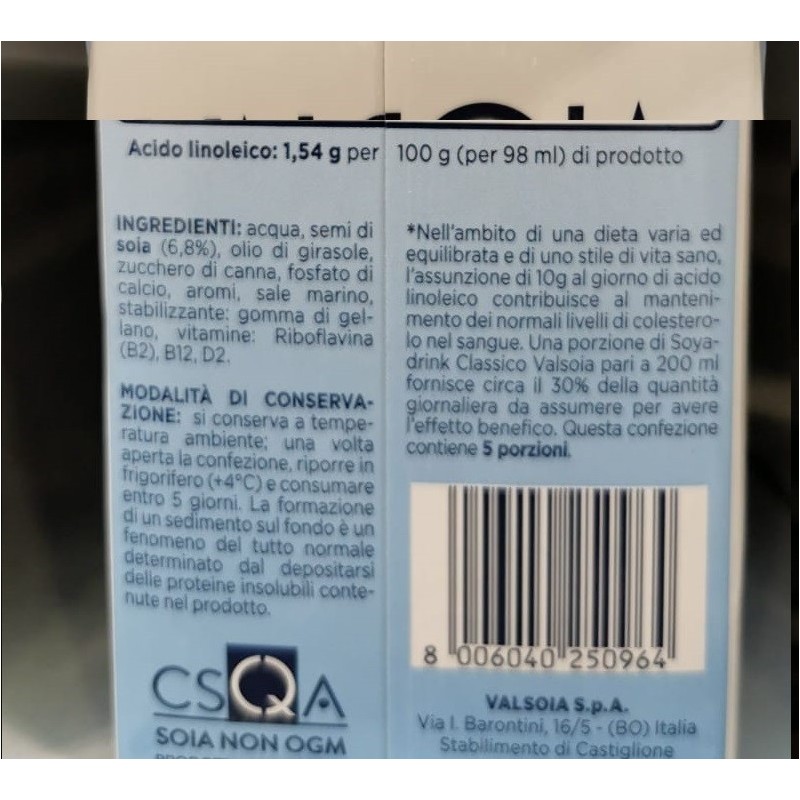 Acido linoleico: 1,54 g per 100 g (per 98 ml) di prodotto
INGREDIENTI: acqua, semi di
soia (6,8%), olio di girasole,
zucchero di canna, fosfato di
calcio, aromi, sale marino,
stabilizzante: gomma di gel-
lano, vitamine: Riboflavina
(B2), B12, D2.
MODALITÀ DI CONSERVA-
ZIONE: si conserva a tempe-
ratura ambiente; una volta
aperta la confezione, riporre in
frigorifero (+4°C) e consumare
entro 5 giorni. La formazione
di un sedimento sul fondo è un
fenomeno del tutto normale
determinato dal depositarsi
delle proteine insolubili conte-
nute nel prodotto.
CSQA
SOIA NON OGM
*Nell'ambito di una dieta varia ed
equilibrata e di uno stile di vita sano,
l'assunzione di 10g al giorno di acido
linoleico contribuisce al manteni-
mento dei normali livelli di colestero-
lo nel sangue. Una porzione di Soya-
drink Classico Valsoia pari a 200 ml
fornisce circa il 30% della quantità
giornaliera da assumere per avere
l'effetto benefico. Questa confezione
contiene 5 porzioni.
8 006040 250964
VALSOIA S.p.A.
Via I. Barontini, 16/5 - (BO) Italia
Stabilimento di Castiglione